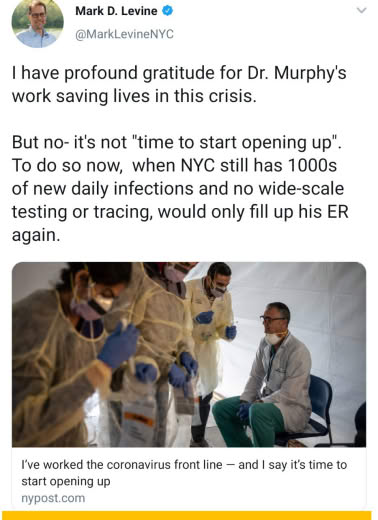 Mark D. Levine
@MarkLevineNYC
I have profound gratitude for Dr. Murphy's
work saving lives in this crisis.
But no- it's not "time to start opening up".
To do so now, when NYC still has 1000s
of new daily infections and no wide-scale
testing or tracing, would only fill up his ER
again.
I've worked the coronavirus front line — and I say it's time to
start opening up
nypost.com